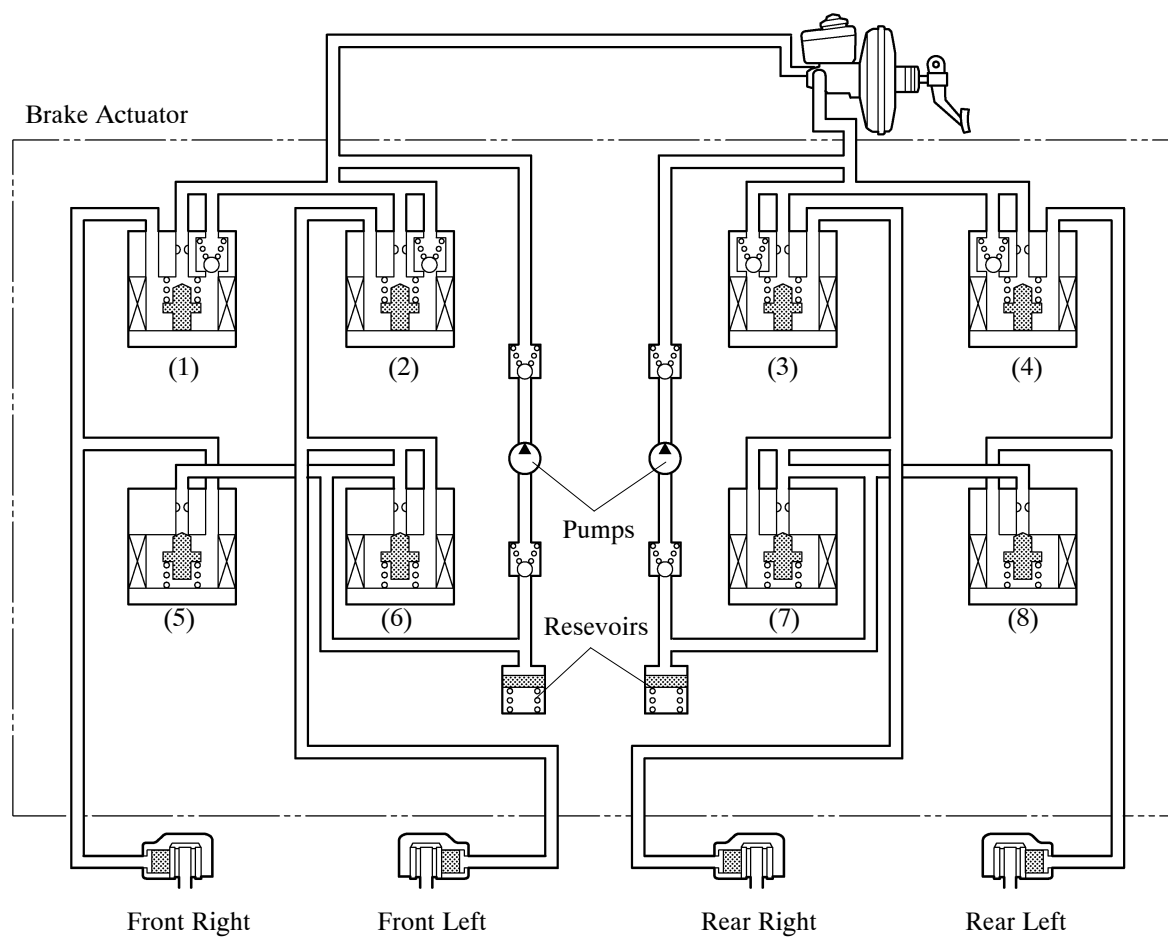 Brake Actuator
(1)
(2)
(3)
(4)
Pumps
(5)
(6)
(7)
(8)
Resevoirs
Front Right
Front Left
Rear Right
Rear Left